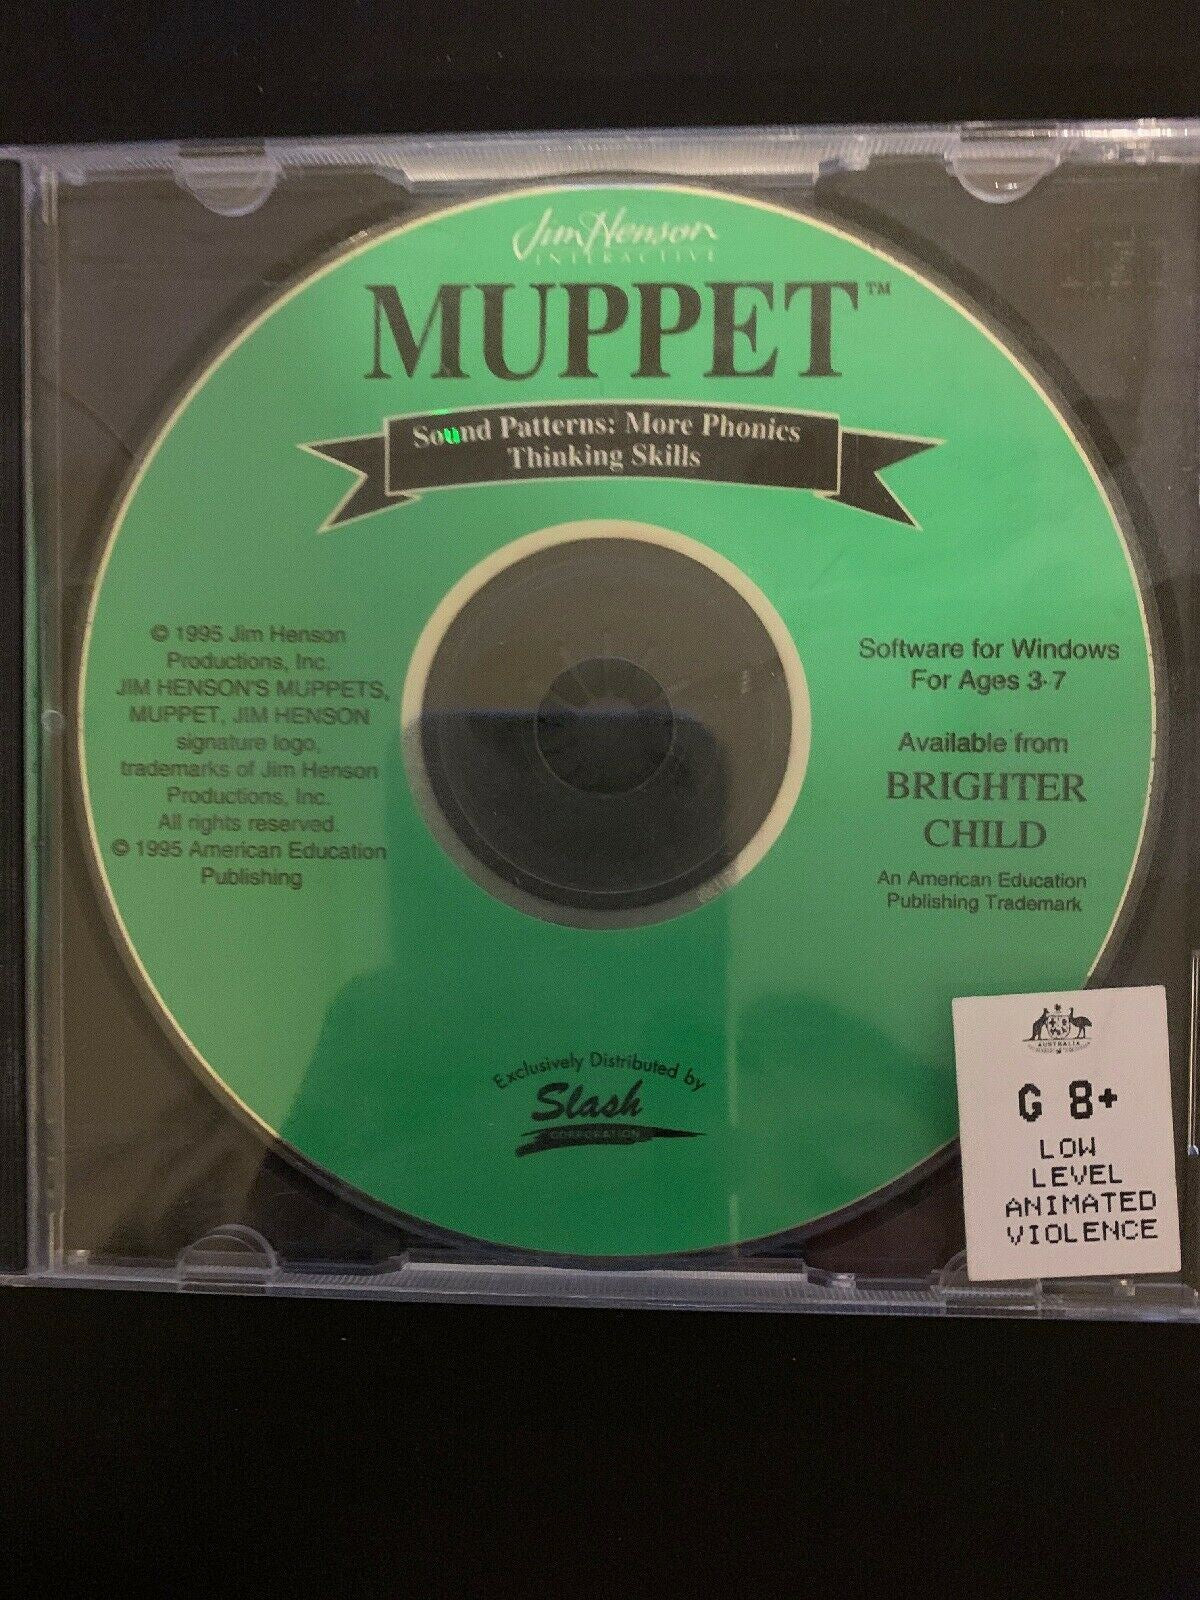 Jim Henson
INTERACTIVE
MUPPET™
Sound Patterns: More Phonics
Thinking Skills
© 1995 Jim Henson
Productions, Inc.
JIM HENSON'S MUPPETS,
MUPPET, JIM HENSON
signature logo,
trademarks of Jim Henson
Productions, Inc.
All rights reserved.
© 1995 American Education
Publishing
Software for Windows
For Ages 3-7
Available from
BRIGHTER
CHILD
An American Education
Publishing Trademark
Exclusively Distributed by
Slash
CORPORATION
AUSTRALIA
G 8+
LOW
LEVEL
ANIMATED
VIOLENCE